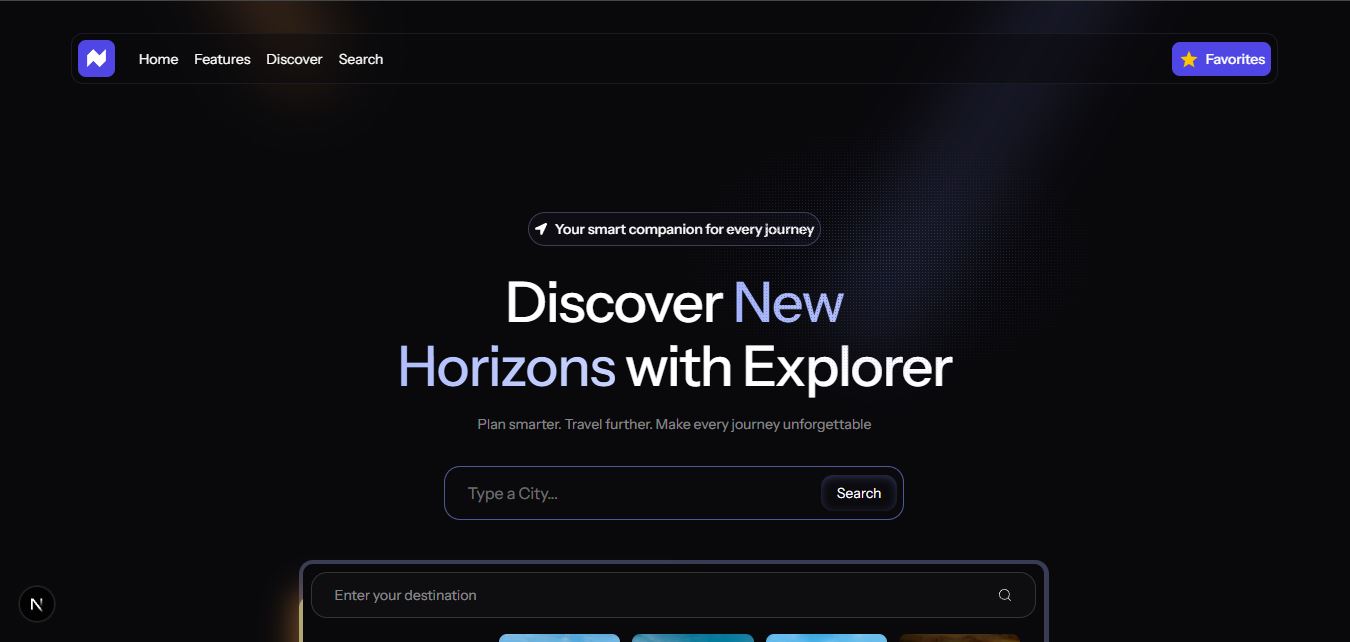 Home Features Discover Search Favorites
Your smart companion for every journey
Discover New
Horizons with Explorer
Plan smarter. Travel further. Make every journey unforgettable
Type a City... Search
Enter your destination
N